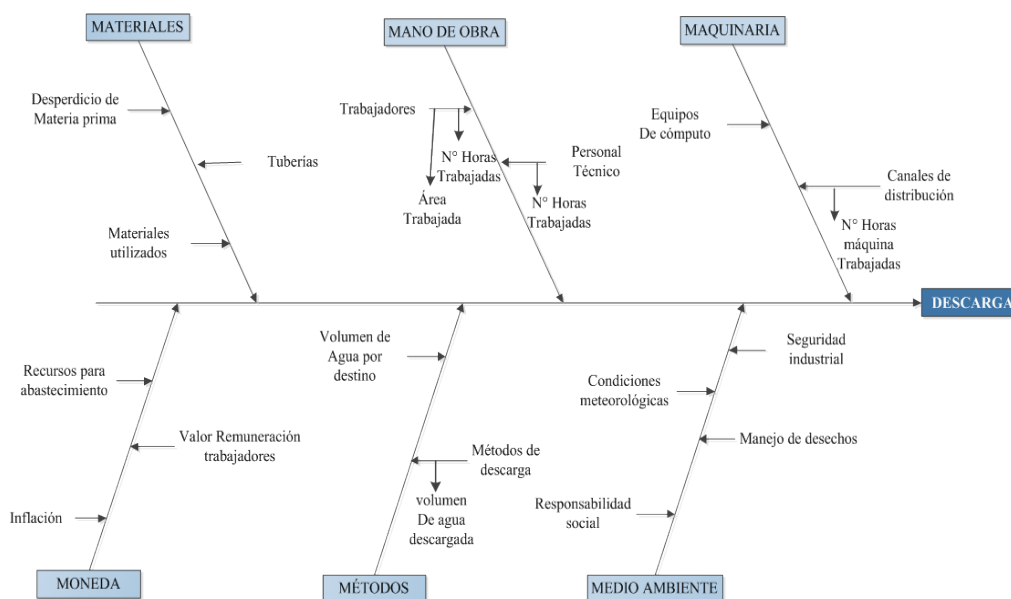 MATERIALES
MANO DE OBRA
MAQUINARIA
Desperdicio de
Materia prima
Tuberías
Materiales
utilizados
Trabajadores
N° Horas
Trabajadas
Área
Trabajada
Personal
Técnico
N° Horas
Trabajadas
Equipos
De cómputo
Canales de
distribución
N° Horas
máquina
Trabajadas
DESCARGA
Recursos para
abastecimiento
Valor Remuneración
trabajadores
Inflación
Volumen de
Agua por
destino
Métodos de
descarga
volumen
De agua
descargada
Seguridad
industrial
Condiciones
meteorológicas
Manejo de desechos
Responsabilidad
social
MONEDA
MÉTODOS
MEDIO AMBIENTE